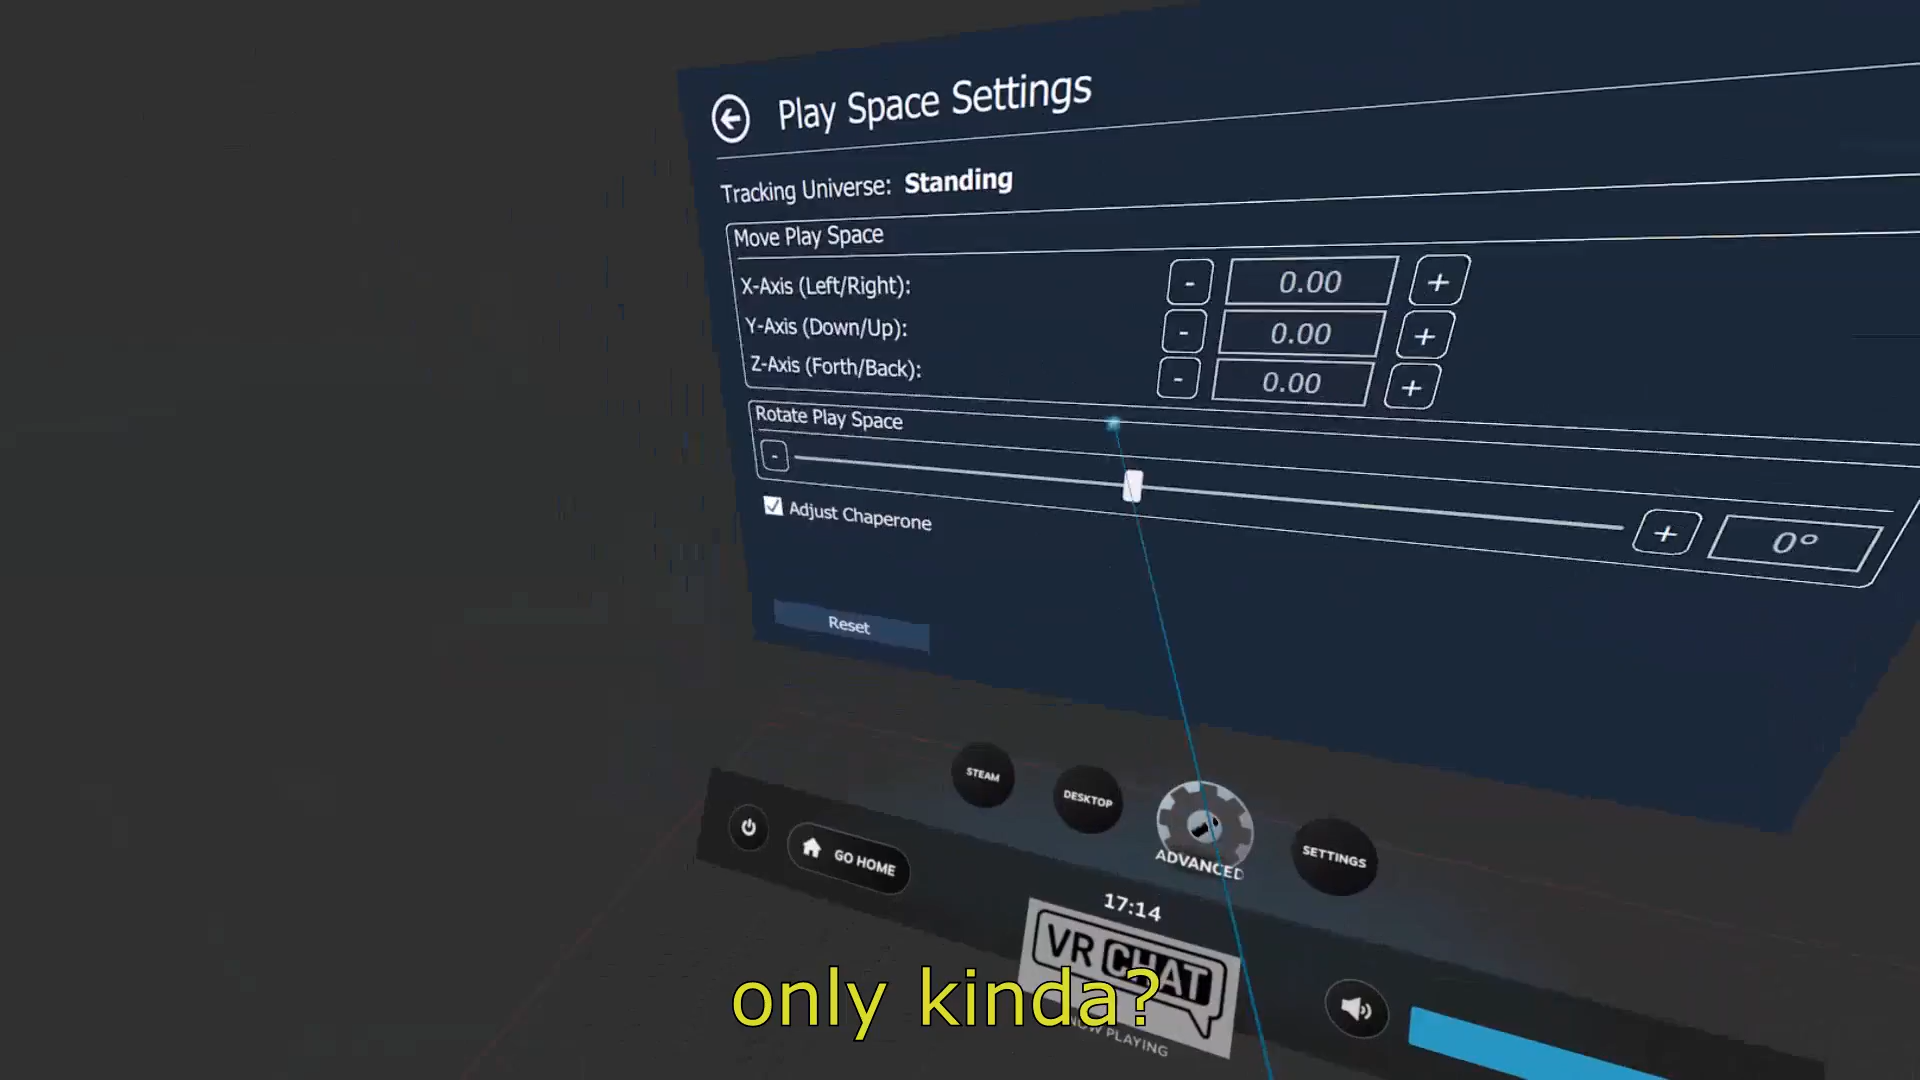 Play Space Settings
Tracking Universe: Standing
Move Play Space
X-Axis (Left/Right): - 0.00 +
Y-Axis (Down/Up): - 0.00 +
Z-Axis (Forth/Back): - 0.00 +
Rotate Play Space
- + 0°
Adjust Chaperone
Reset
STEAM
DESKTOP
ADVANCED
SETTINGS
GO HOME
17:14
VR CHAT
NOW PLAYING
only kinda?